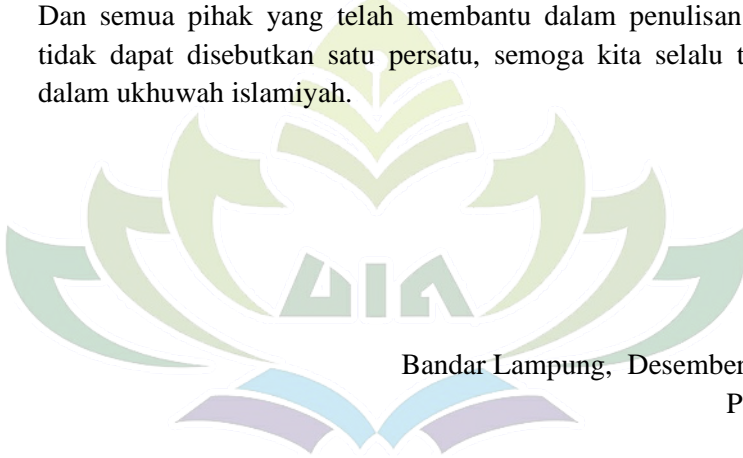 Dan semua pihak yang telah membantu dalam penulisan
tidak dapat disebutkan satu persatu, semoga kita selalu
dalam ukhuwah islamiyah.
UIN
Bandar Lampung, Desember